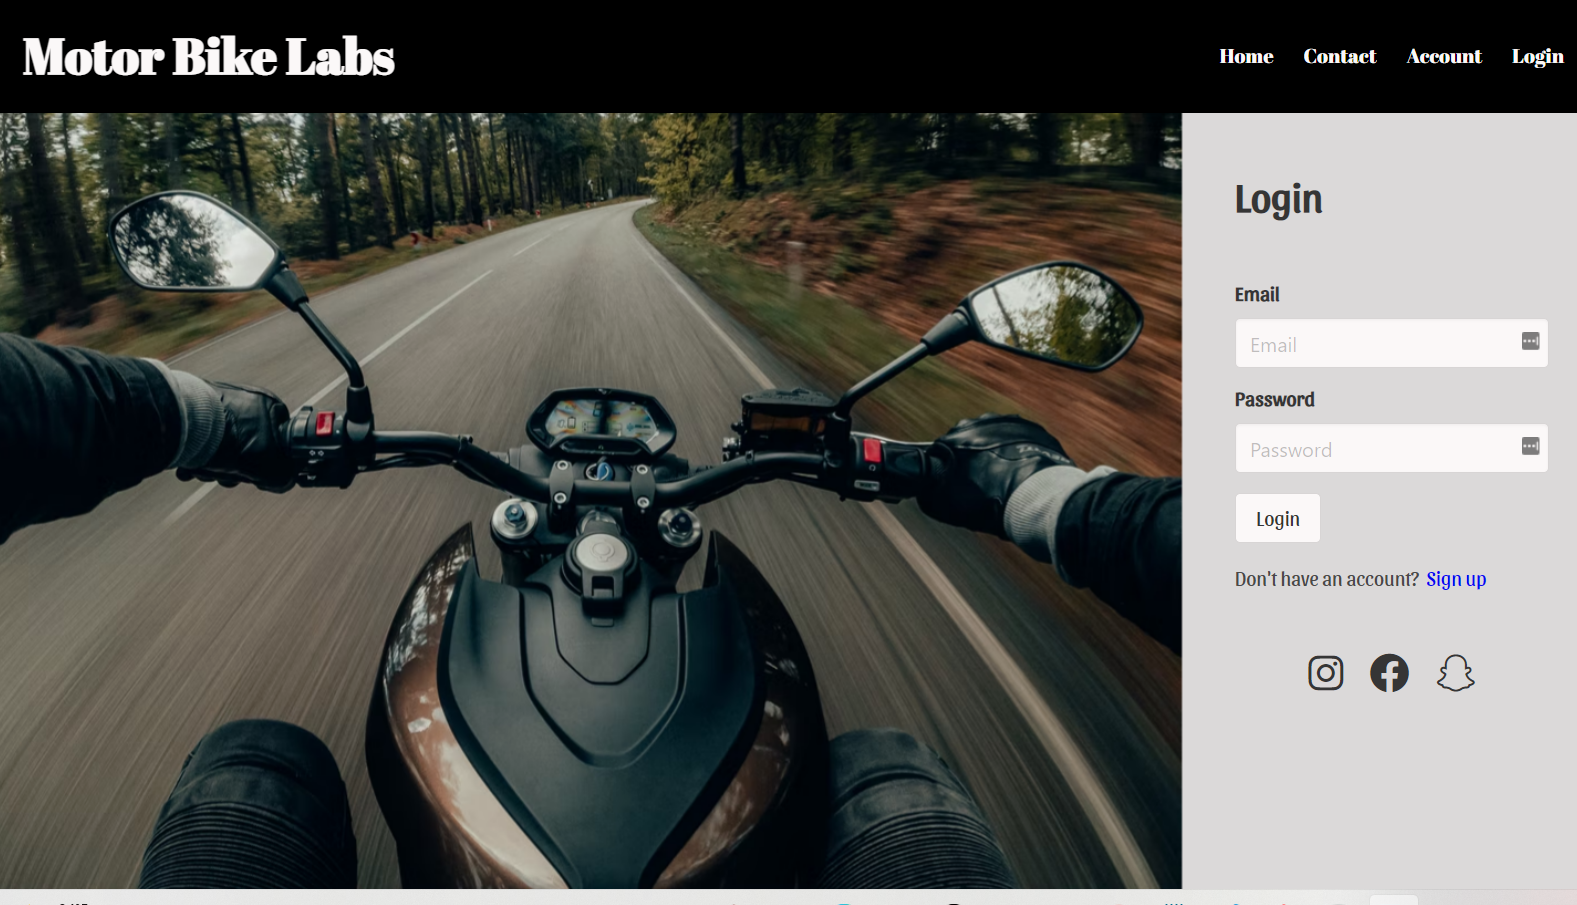 Motor Bike Labs
Home Contact Account Login
Login
Email
Email
Password
Password
Login
Don't have an account? Sign up